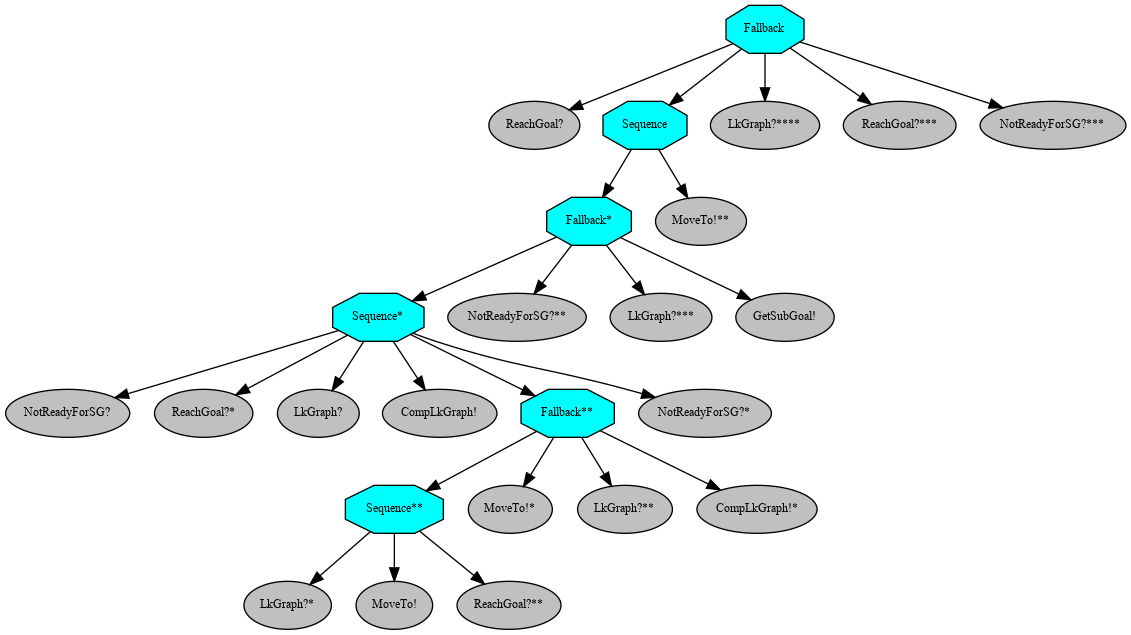 Fallback
ReachGoal?
Sequence
LkGraph?****
ReachGoal?***
NotReadyForSG?***
Fallback*
MoveTo!**
Sequence*
NotReadyForSG?**
LkGraph?***
GetSubGoal!
NotReadyForSG?
ReachGoal?*
LkGraph?
CompLkGraph!
Fallback**
NotReadyForSG?*
Sequence**
MoveTo!*
LkGraph?**
CompLkGraph!*
LkGraph?*
MoveTo!
ReachGoal?**